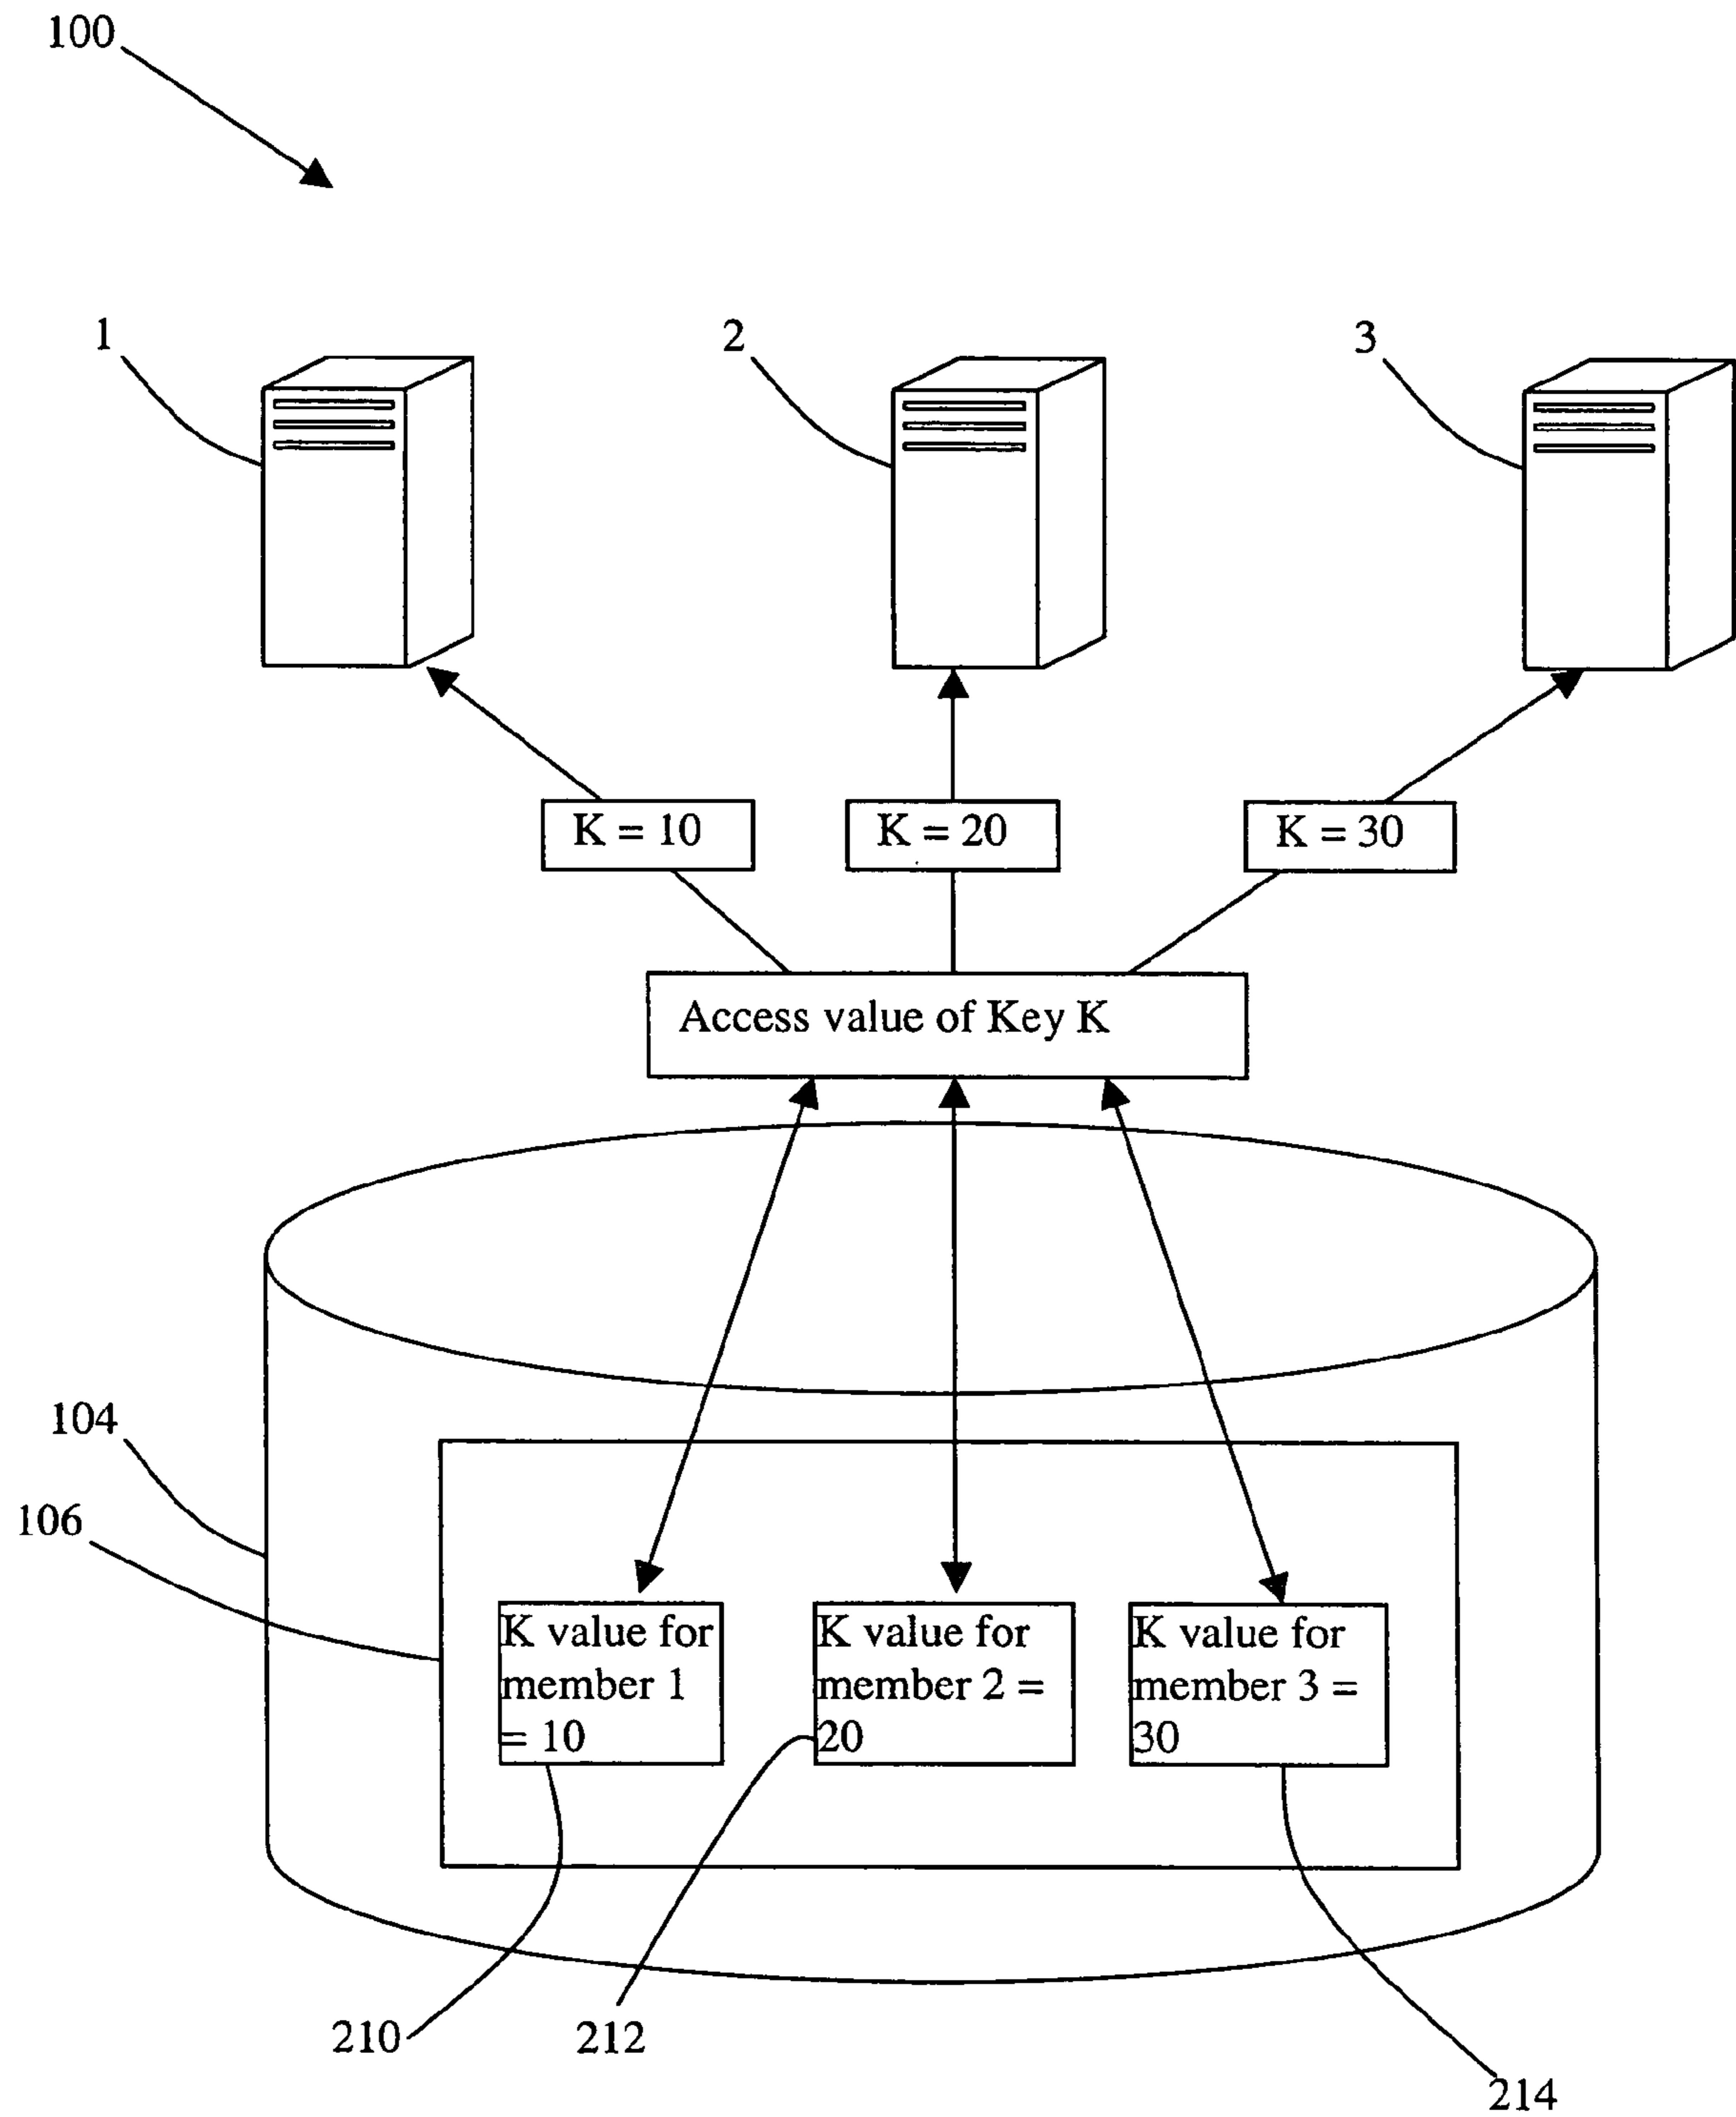 100
1
2
3
K = 10
K = 20
K = 30
Access value of Key K
104
106
K value for
member 1
= 10
K value for
member 2 =
20
K value for
member 3 =
30
210
212
214